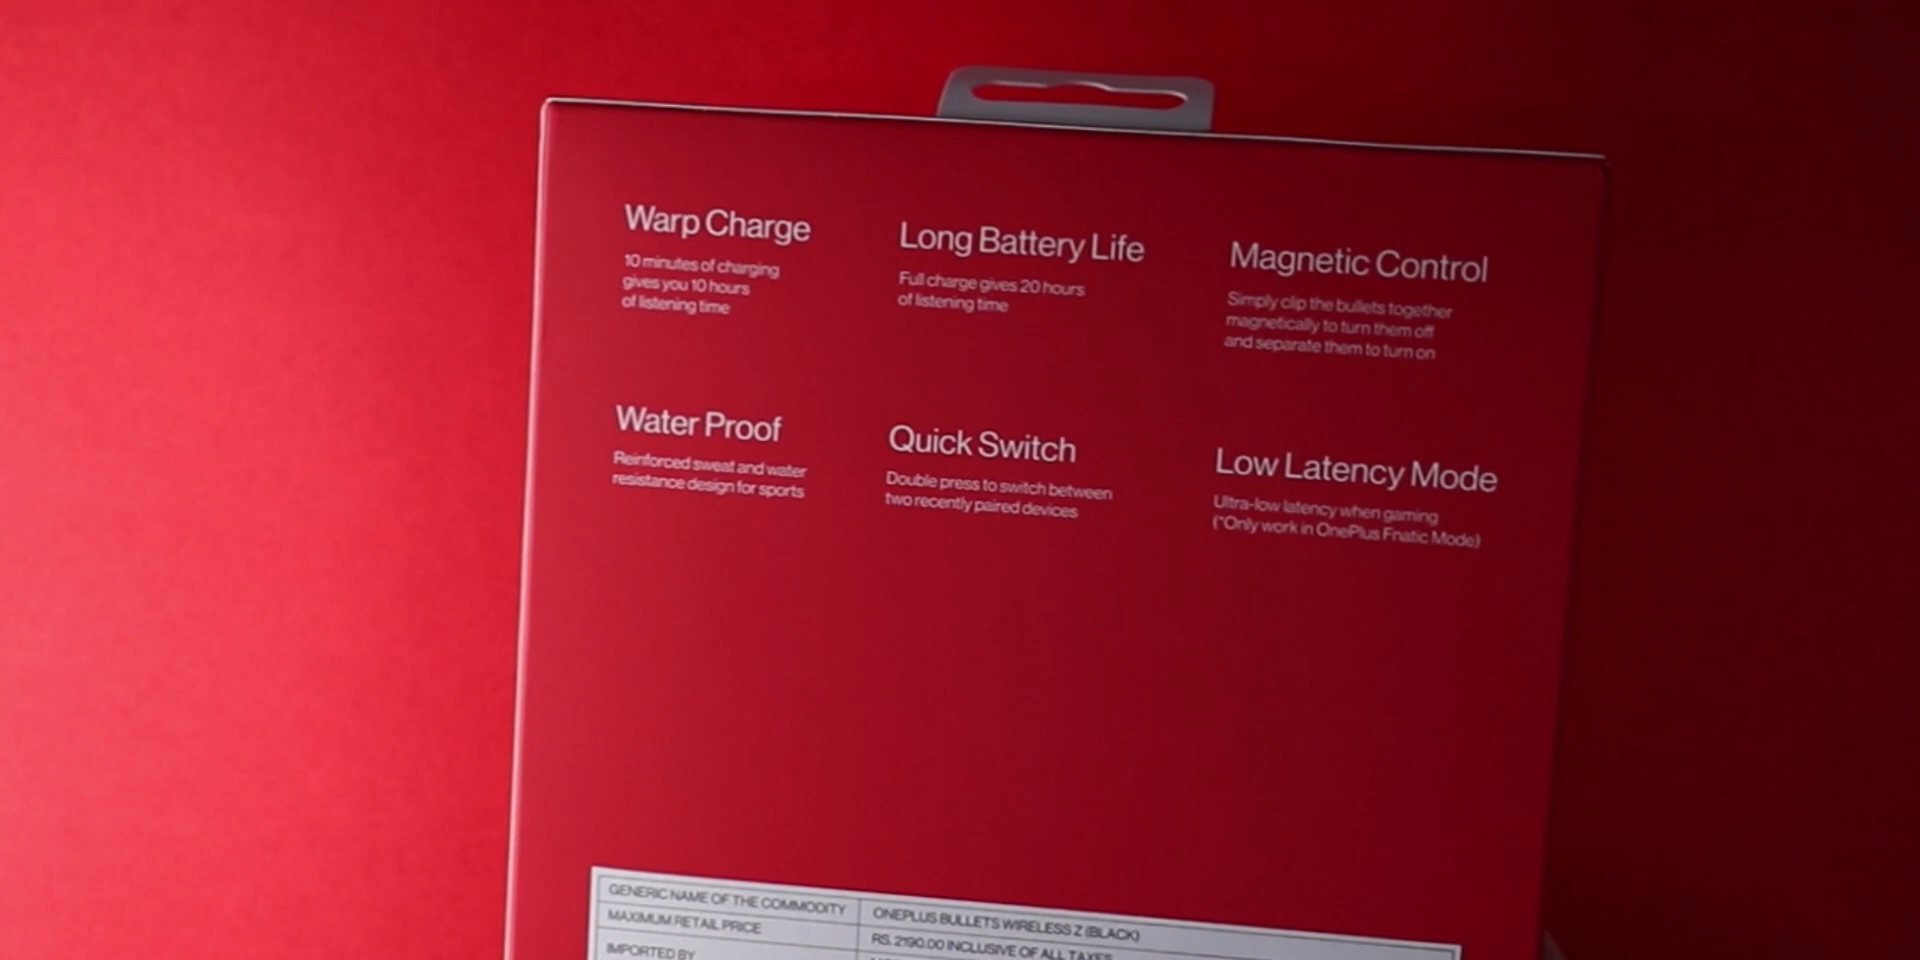 Warp Charge
10 minutes of charging
gives you 10 hours
of listening time
Long Battery Life
Full charge gives 20 hours
of listening time
Magnetic Control
Simply clip the bullets together
magnetically to turn them off
and separate them to turn on
Water Proof
Reinforced sweat and water
resistance design for sports
Quick Switch
Double press to switch between
two recently paired devices
Low Latency Mode
Ultra-low latency when gaming
(*Only work in OnePlus Fnatic Mode)
GENERIC NAME OF THE COMMODITY ONEPLUS BULLETS WIRELESS Z (BLACK)
MAXIMUM RETAIL PRICE RS. 2190.00 INCLUSIVE OF ALL TAXES
IMPORTED BY